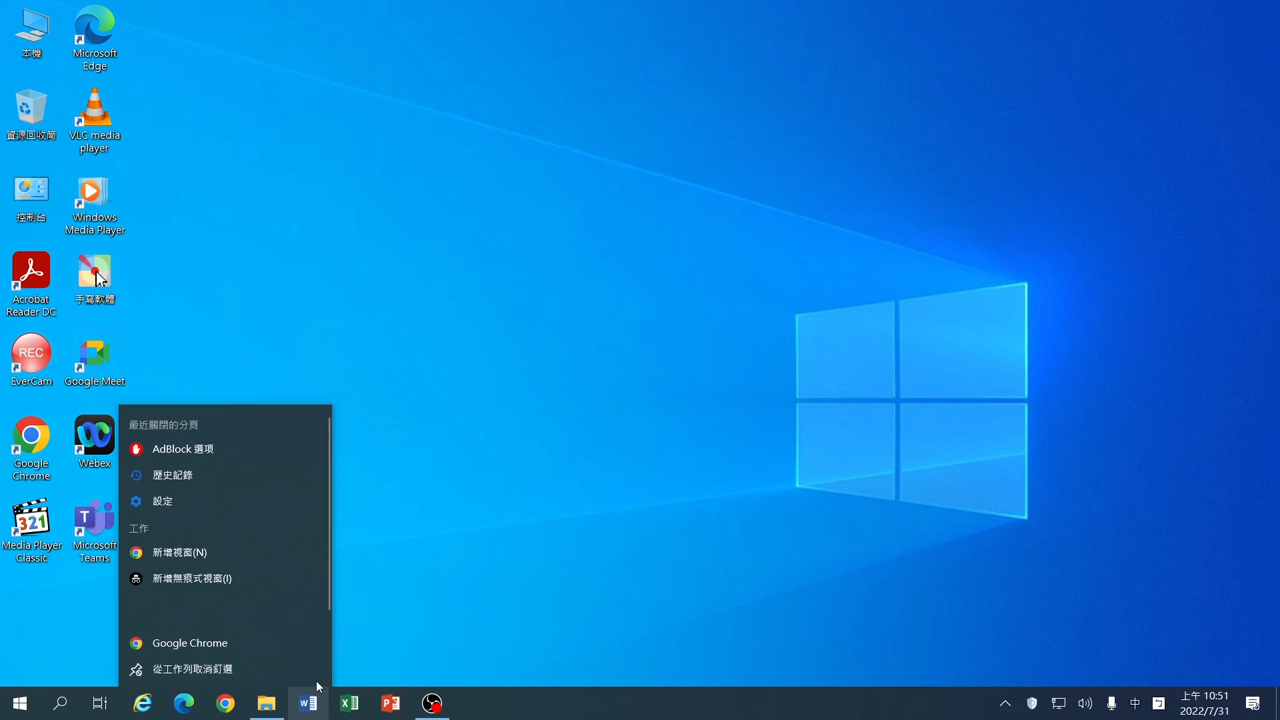 本機
Microsoft
Edge
資源回收筒
VLC media
player
控制台
Windows
Media Player
Acrobat
Reader DC
手寫軟體
REC
EverCam
Google Meet
Google
Chrome
Webex
321
Media Player
Classic
Microsoft
Teams
最近關閉的分頁
AdBlock 選項
歷史記錄
設定
工作
新增視窗(N)
新增無痕式視窗(I)
Google Chrome
從工作列取消釘選
中
ㄅ
上午 10:51
2022/7/31